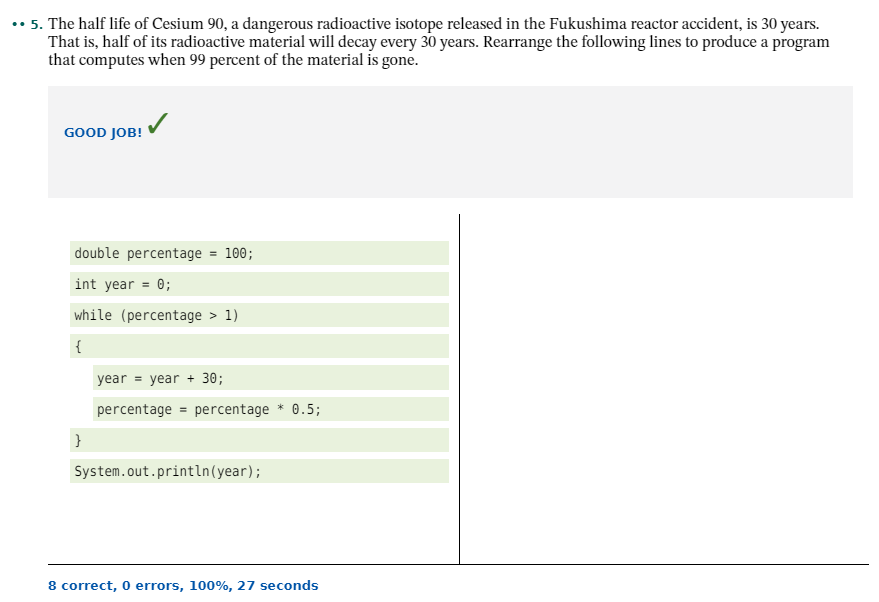 •• 5. The half life of Cesium 90, a dangerous radioactive isotope released in the Fukushima reactor accident, is 30 years.
That is, half of its radioactive material will decay every 30 years. Rearrange the following lines to produce a program
that computes when 99 percent of the material is gone.
GOOD JOB! ✓
double percentage = 100;
int year = 0;
while (percentage > 1)
{
year = year + 30;
percentage = percentage * 0.5;
}
System.out.println(year);
8 correct, 0 errors, 100%, 27 seconds